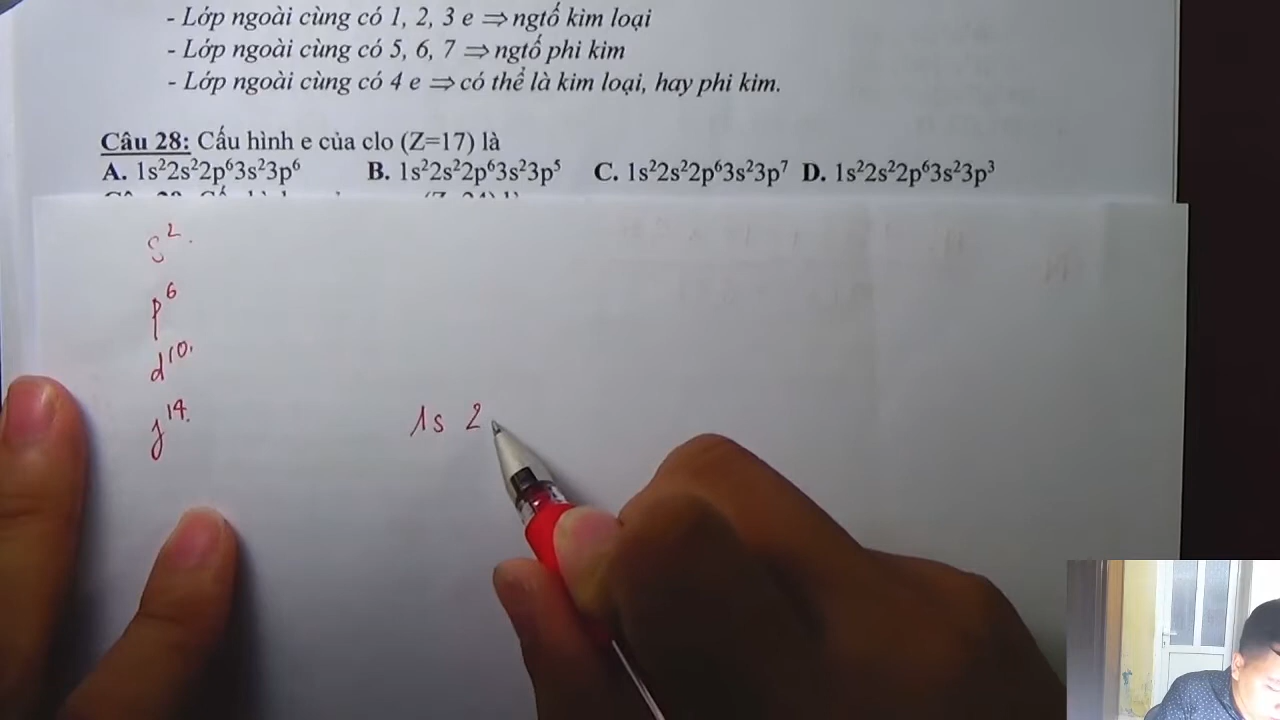 - Lớp ngoài cùng có 1, 2, 3 e ⇒ ngtố kim loại
- Lớp ngoài cùng có 5, 6, 7 ⇒ ngtố phi kim
- Lớp ngoài cùng có 4 e ⇒ có thể là kim loại, hay phi kim.
Câu 28: Cấu hình e của clo (Z=17) là
A. 1s²2s²2p⁶3s²3p⁶ B. 1s²2s²2p⁶3s²3p⁵ C. 1s²2s²2p⁶3s²3p⁷ D. 1s²2s²2p⁶3s²3p³
s²
p⁶
d¹⁰
f¹⁴
1s 2